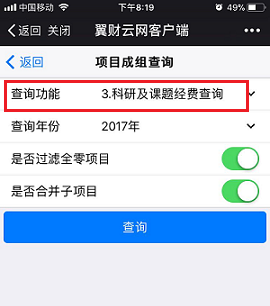 中国移动 下午8:19 49%
返回 关闭 翼财云网客户端
返回 项目成组查询
查询功能 3.科研及课题经费查询
查询年份 2017年
是否过滤全零项目
是否合并子项目
查询